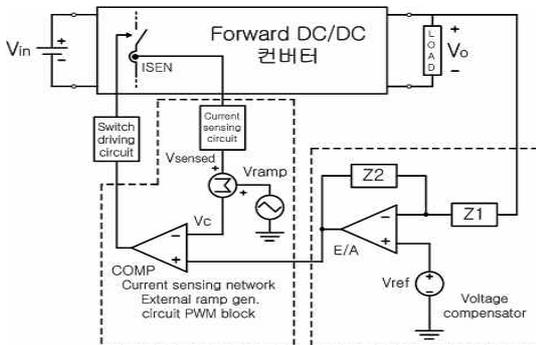 Forward DC/DC
컨버터
Vin
+
-
ISEN
LOAD
+
Vo
-
Switch
driving
circuit
Current
sensing
circuit
Vsensed
+
Σ
+
Vramp
Vc
-
+
COMP
Current sensing network
External ramp gen.
circuit PWM block
Z2
Z1
-
+
E/A
Vref
+
-
Voltage
compensator